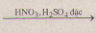 HNO₃, H₂SO₄ đặc